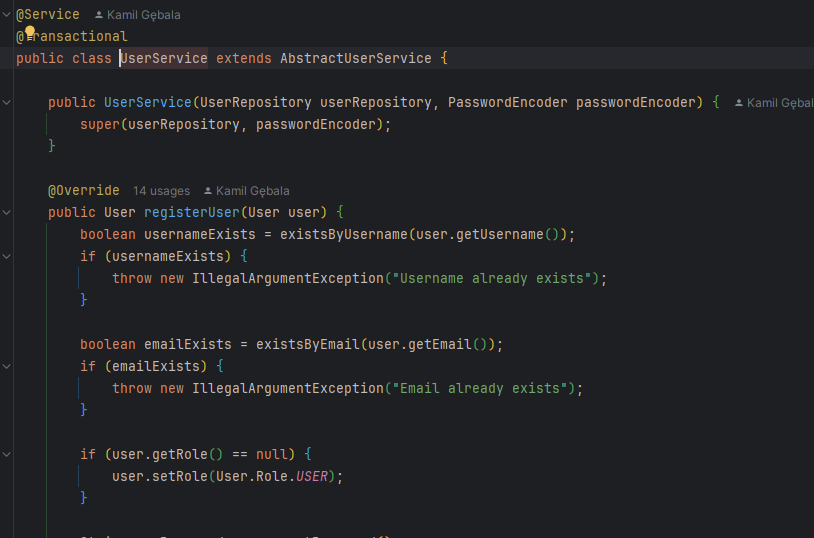 @Service Kamil Gębala
@Transactional
public class UserService extends AbstractUserService {
public UserService(UserRepository userRepository, PasswordEncoder passwordEncoder) { Kamil Gębal
super(userRepository, passwordEncoder);
}
@Override 14 usages Kamil Gębala
public User registerUser(User user) {
boolean usernameExists = existsByUsername(user.getUsername());
if (usernameExists) {
throw new IllegalArgumentException("Username already exists");
}
boolean emailExists = existsByEmail(user.getEmail());
if (emailExists) {
throw new IllegalArgumentException("Email already exists");
}
if (user.getRole() == null) {
user.setRole(User.Role.USER);
}